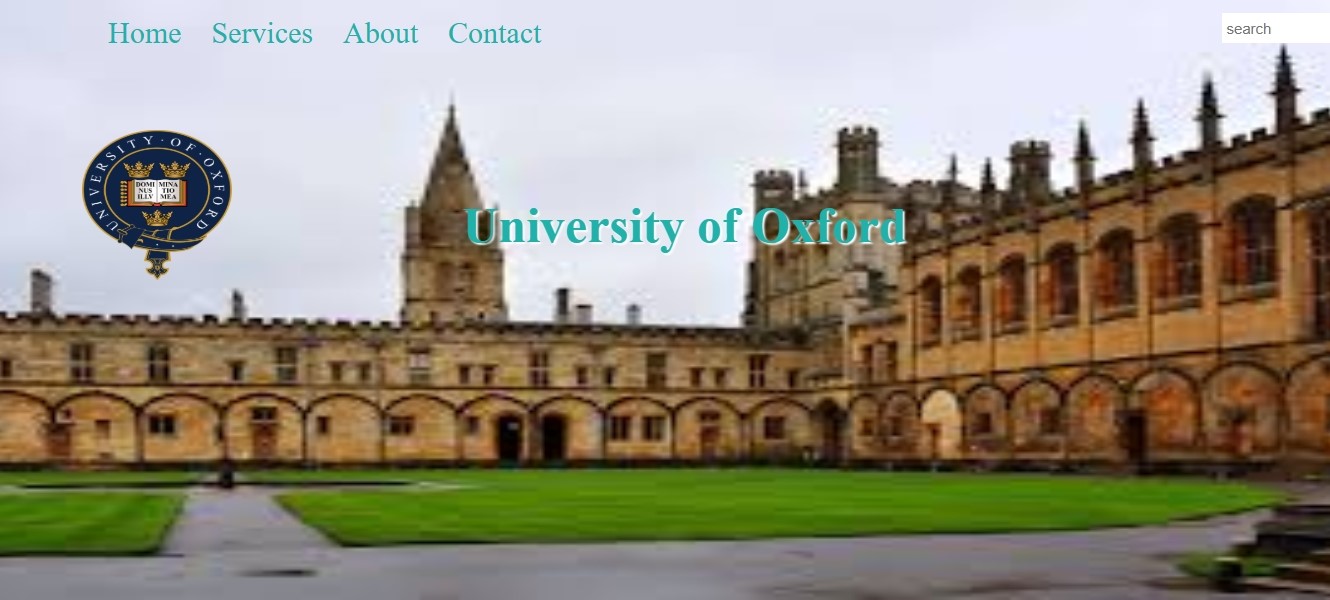 Home Services About Contact
search
UNIVERSITY · OF · OXFORD
DOMI MINA
NUS TIO
ILLV MEA
University of Oxford